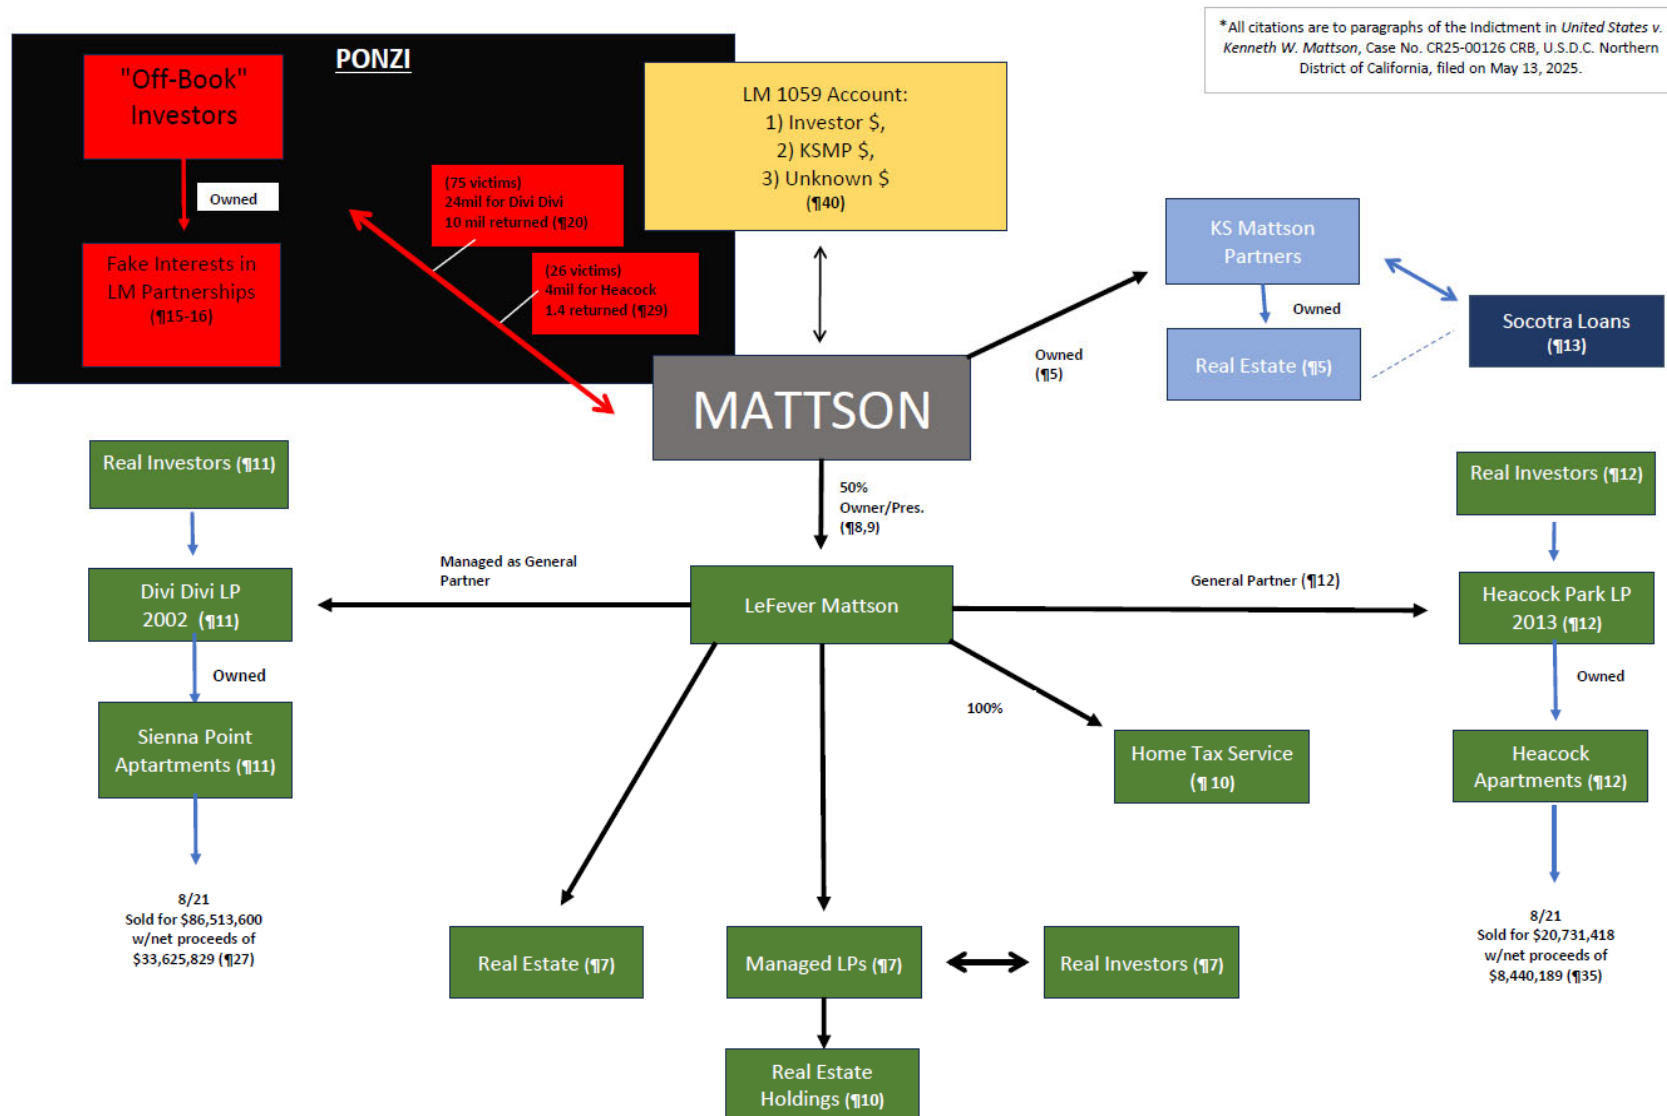 *All citations are to paragraphs of the Indictment in United States v.
Kenneth W. Mattson, Case No. CR25-00126 CRB, U.S.D.C. Northern
District of California, filed on May 13, 2025.
PONZI
"Off-Book"
Investors
Owned
Fake Interests in
LM Partnerships
(¶15-16)
(75 victims)
24mil for Divi Divi
10 mil returned (¶20)
(26 victims)
4mil for Heacock
1.4 returned (¶29)
LM 1059 Account:
1) Investor $,
2) KSMP $,
3) Unknown $
(¶40)
KS Mattson
Partners
Owned
Real Estate (¶5)
Socotra Loans
(¶13)
Owned
(¶5)
MATTSON
50%
Owner/Pres.
(¶8,9)
Real Investors (¶11)
Managed as General
Partner
Divi Divi LP
2002 (¶11)
Owned
Sienna Point
Aptartments (¶11)
8/21
Sold for $86,513,600
w/net proceeds of
$33,625,829 (¶27)
LeFever Mattson
General Partner (¶12)
100%
Home Tax Service
(¶ 10)
Real Estate (¶7)
Managed LPs (¶7)
Real Investors (¶7)
Real Estate
Holdings (¶10)
Real Investors (¶12)
Heacock Park LP
2013 (¶12)
Owned
Heacock
Apartments (¶12)
8/21
Sold for $20,731,418
w/net proceeds of
$8,440,189 (¶35)